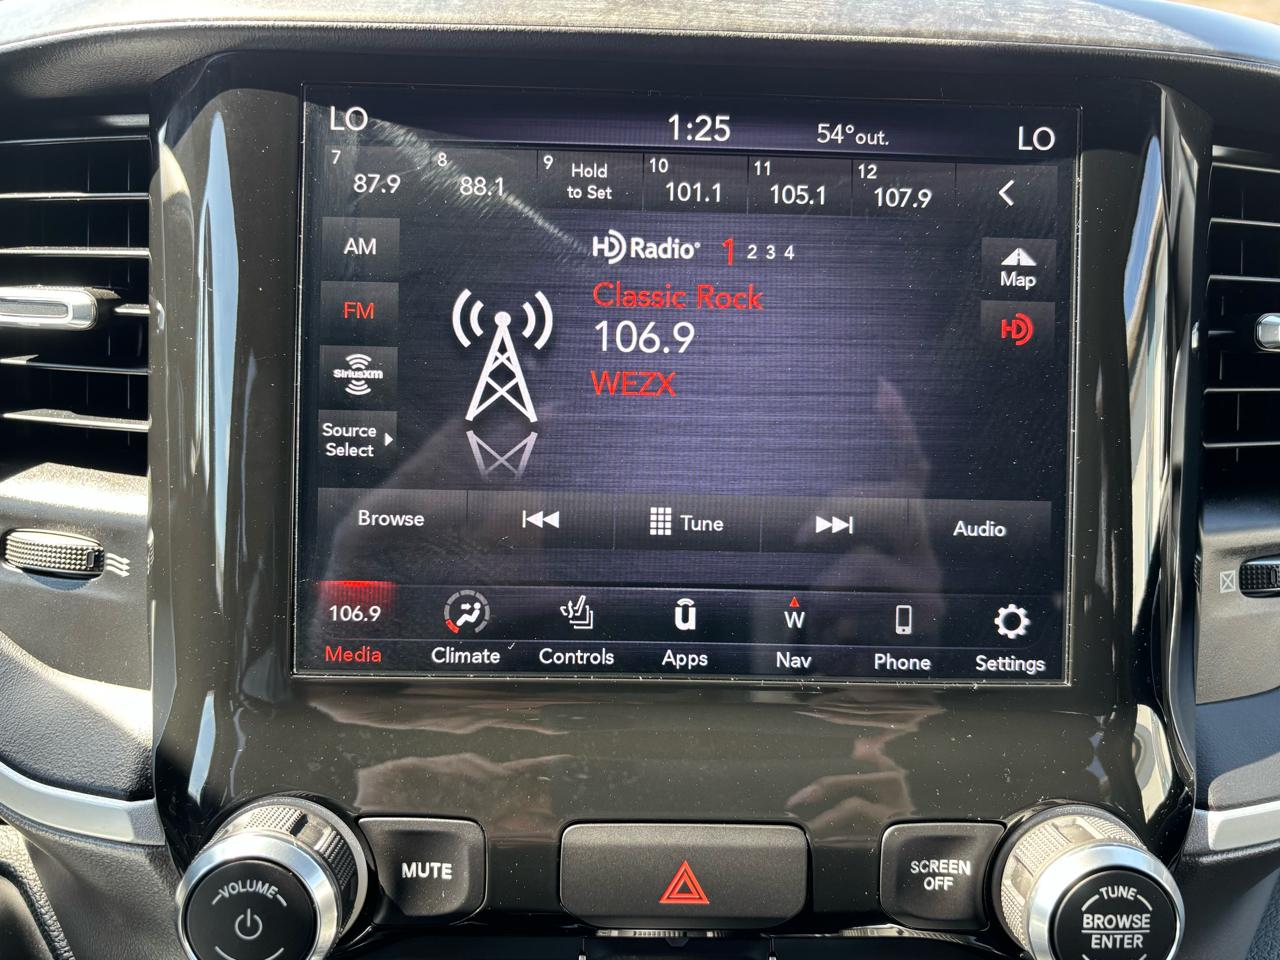 LO 1:25 54°out. LO
7 87.9 8 88.1 9 Hold to Set 10 101.1 11 105.1 12 107.9
AM
HD Radio 1 2 3 4
Map
Classic Rock
FM
106.9
HD
SiriusXM
WEZX
Source
Select
Browse Tune Audio
106.9 W
Media Climate Controls Apps Nav Phone Settings
VOLUME
MUTE
SCREEN
OFF
TUNE
BROWSE
ENTER